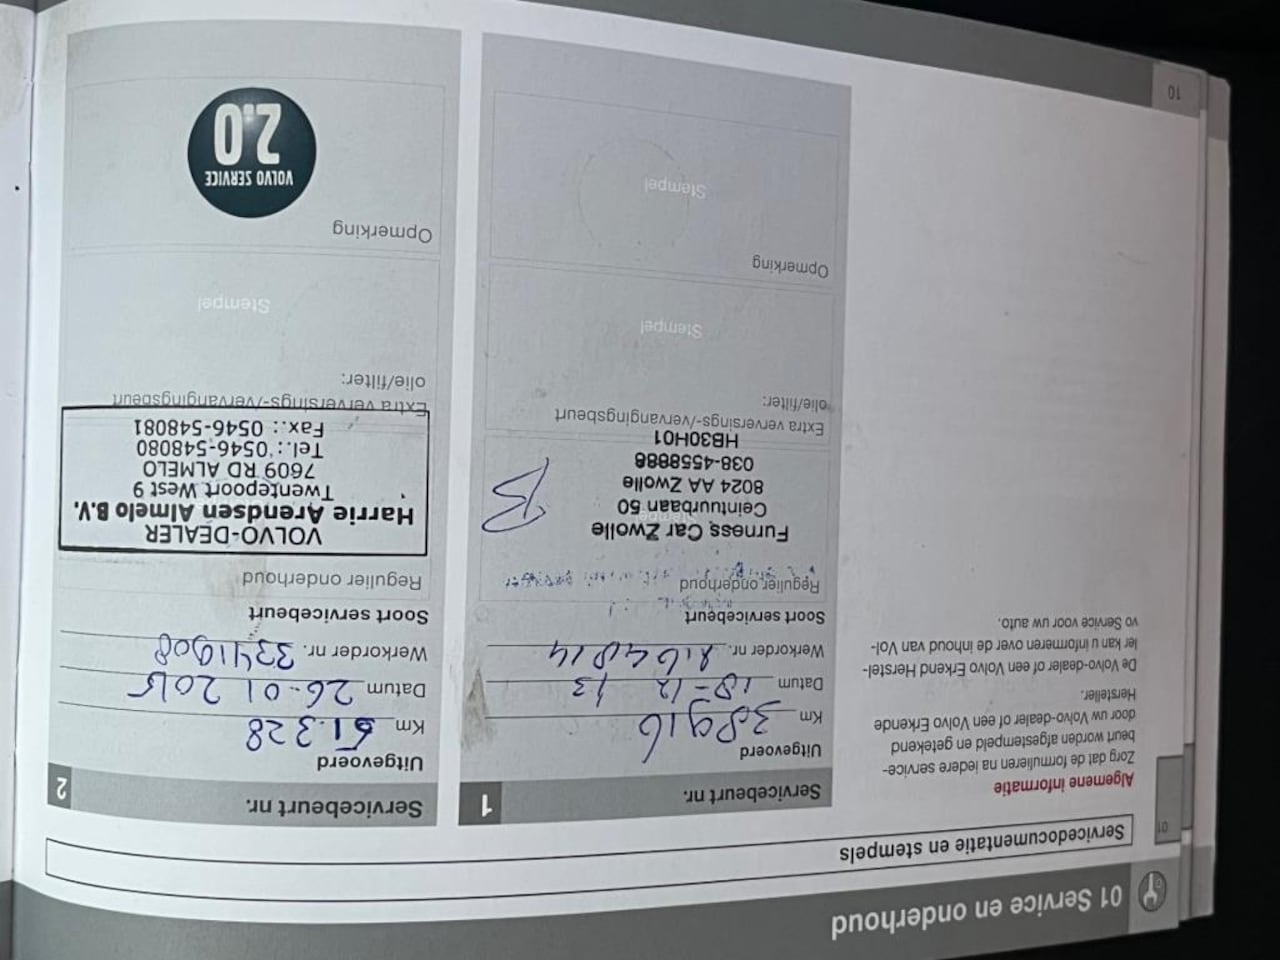 01 Service en onderhoud
Servicedocumentatie en stempels
01
Algemene informatie
Zorg dat de formulieren na iedere service-
beurt worden afgestempeld en getekend
door uw Volvo-dealer of een Volvo Erkende
Hersteller.
De Volvo-dealer of een Volvo Erkend Herstel-
ler kan u informeren over de inhoud van Vol-
vo Service voor uw auto.
Servicebeurt nr. 1
Uitgevoerd
Km 38916
Datum 18-12 13
Werkorder nr.
Soort servicebeurt
Regulier onderhoud
Furness Car Zwolle
Stempel
Ceintuurbaan 50
8024 AA Zwolle
038-4558888
HB30H01
Extra verversings-/vervangingsbeurt
olie/filter:
Stempel
Opmerking
Stempel
Servicebeurt nr. 2
Uitgevoerd
Km 51.328
Datum 26-01 2015
Werkorder nr. 3341908
Soort servicebeurt
Regulier onderhoud
VOLVO-DEALER
Harrie Arendsen Almelo B.V.
Twentepoort West 9
7609 RD ALMELO
Tel.: 0546-548080
Fax.: 0546-548081
Extra verversings-/vervangingsbeurt
olie/filter:
Stempel
Opmerking
VOLVO SERVICE
2.0
10